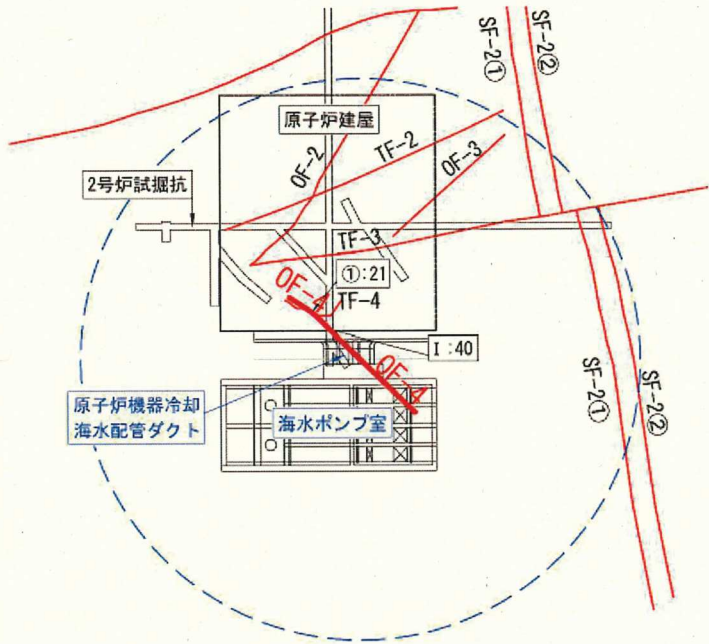 SF-2①
SF-2②
原子炉建屋
OF-2
TF-2
OF-3
2号炉試掘坑
TF-3
①:21
OF-4
TF-4
I:40
OF-4
原子炉機器冷却
海水配管ダクト
海水ポンプ室
SF-2①
SF-2②